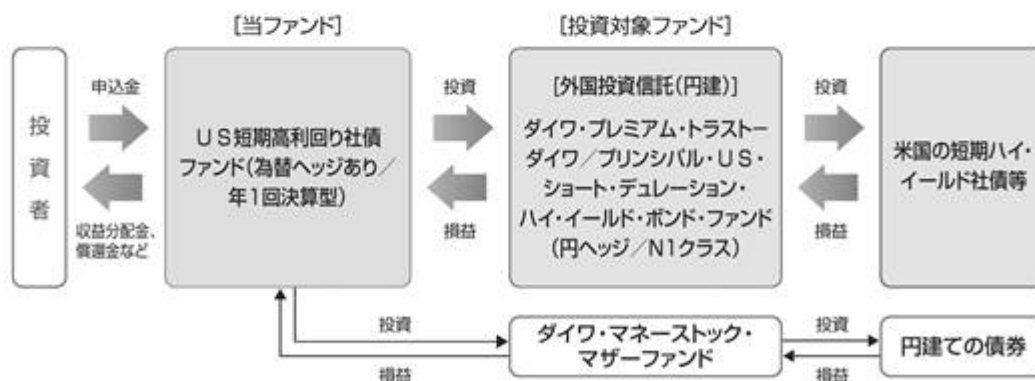 [当ファンド]
[投資対象ファンド]
投資者
申込金
収益分配金、
償還金など
US短期高利回り社債
ファンド(為替ヘッジあり/
年1回決算型)
投資
損益
[外国投資信託(円建)]
ダイワ・プレミアム・トラスト−
ダイワ/プリンシパル・US・
ショート・デュレーション・
ハイ・イールド・ボンド・ファンド
(円ヘッジ/N1クラス)
投資
損益
米国の短期ハイ・
イールド社債等
投資
損益
ダイワ・マネーストック・
マザーファンド
投資
損益
円建ての債券